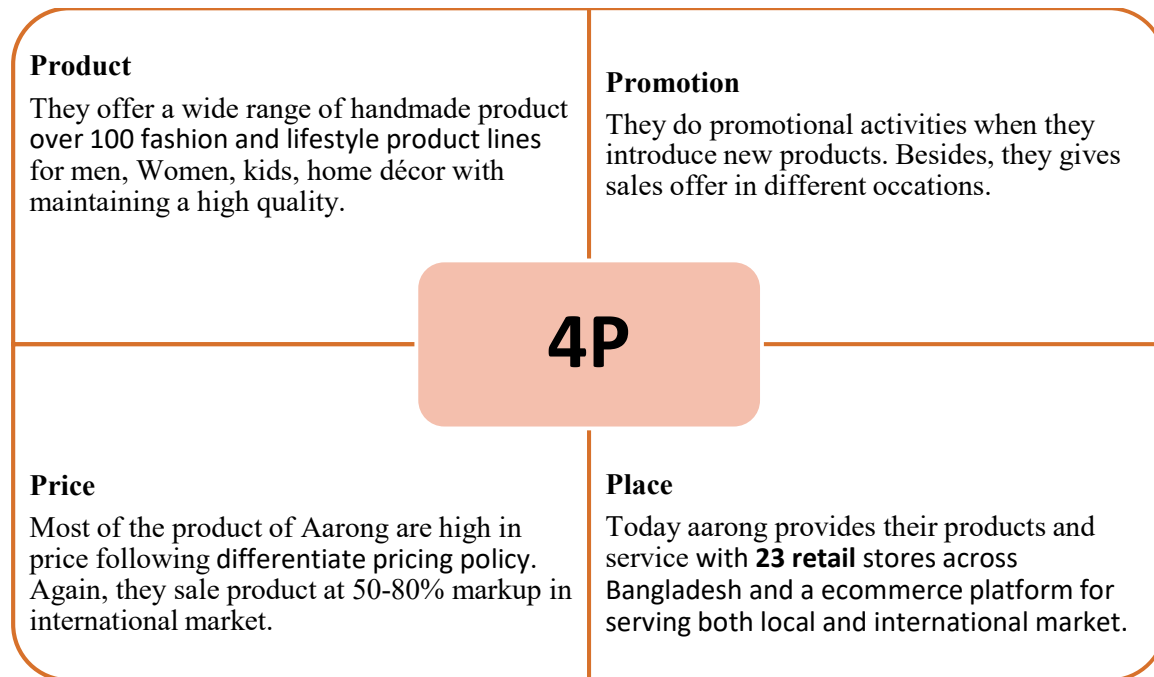 Product
They offer a wide range of handmade product
over 100 fashion and lifestyle product lines
for men, Women, kids, home décor with
maintaining a high quality.
Promotion
They do promotional activities when they
introduce new products. Besides, they gives
sales offer in different occations.
4P
Price
Most of the product of Aarong are high in
price following differentiate pricing policy.
Again, they sale product at 50-80% markup in
international market.
Place
Today aarong provides their products and
service with 23 retail stores across
Bangladesh and a ecommerce platform for
serving both local and international market.